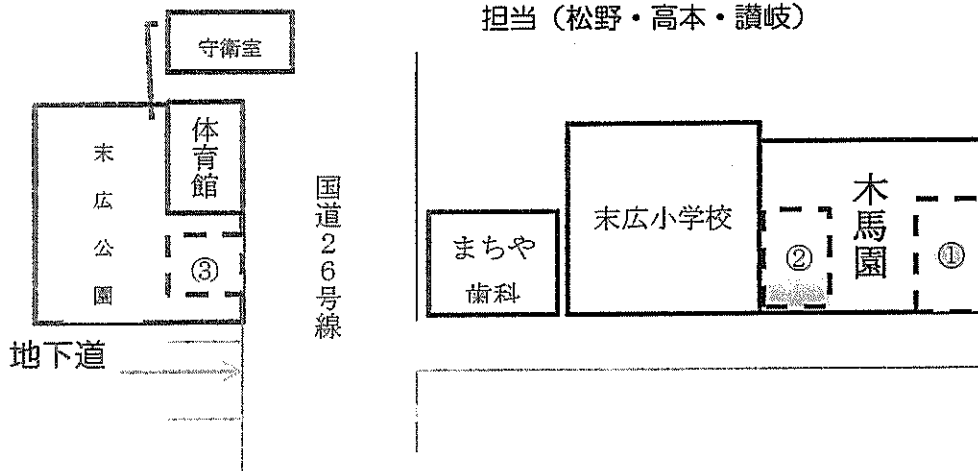 担当（松野・高本・讃岐）
守衛室
体育館
末広公園
③
国道２６号線
まちや
歯科
末広小学校
②
木馬園
①
地下道